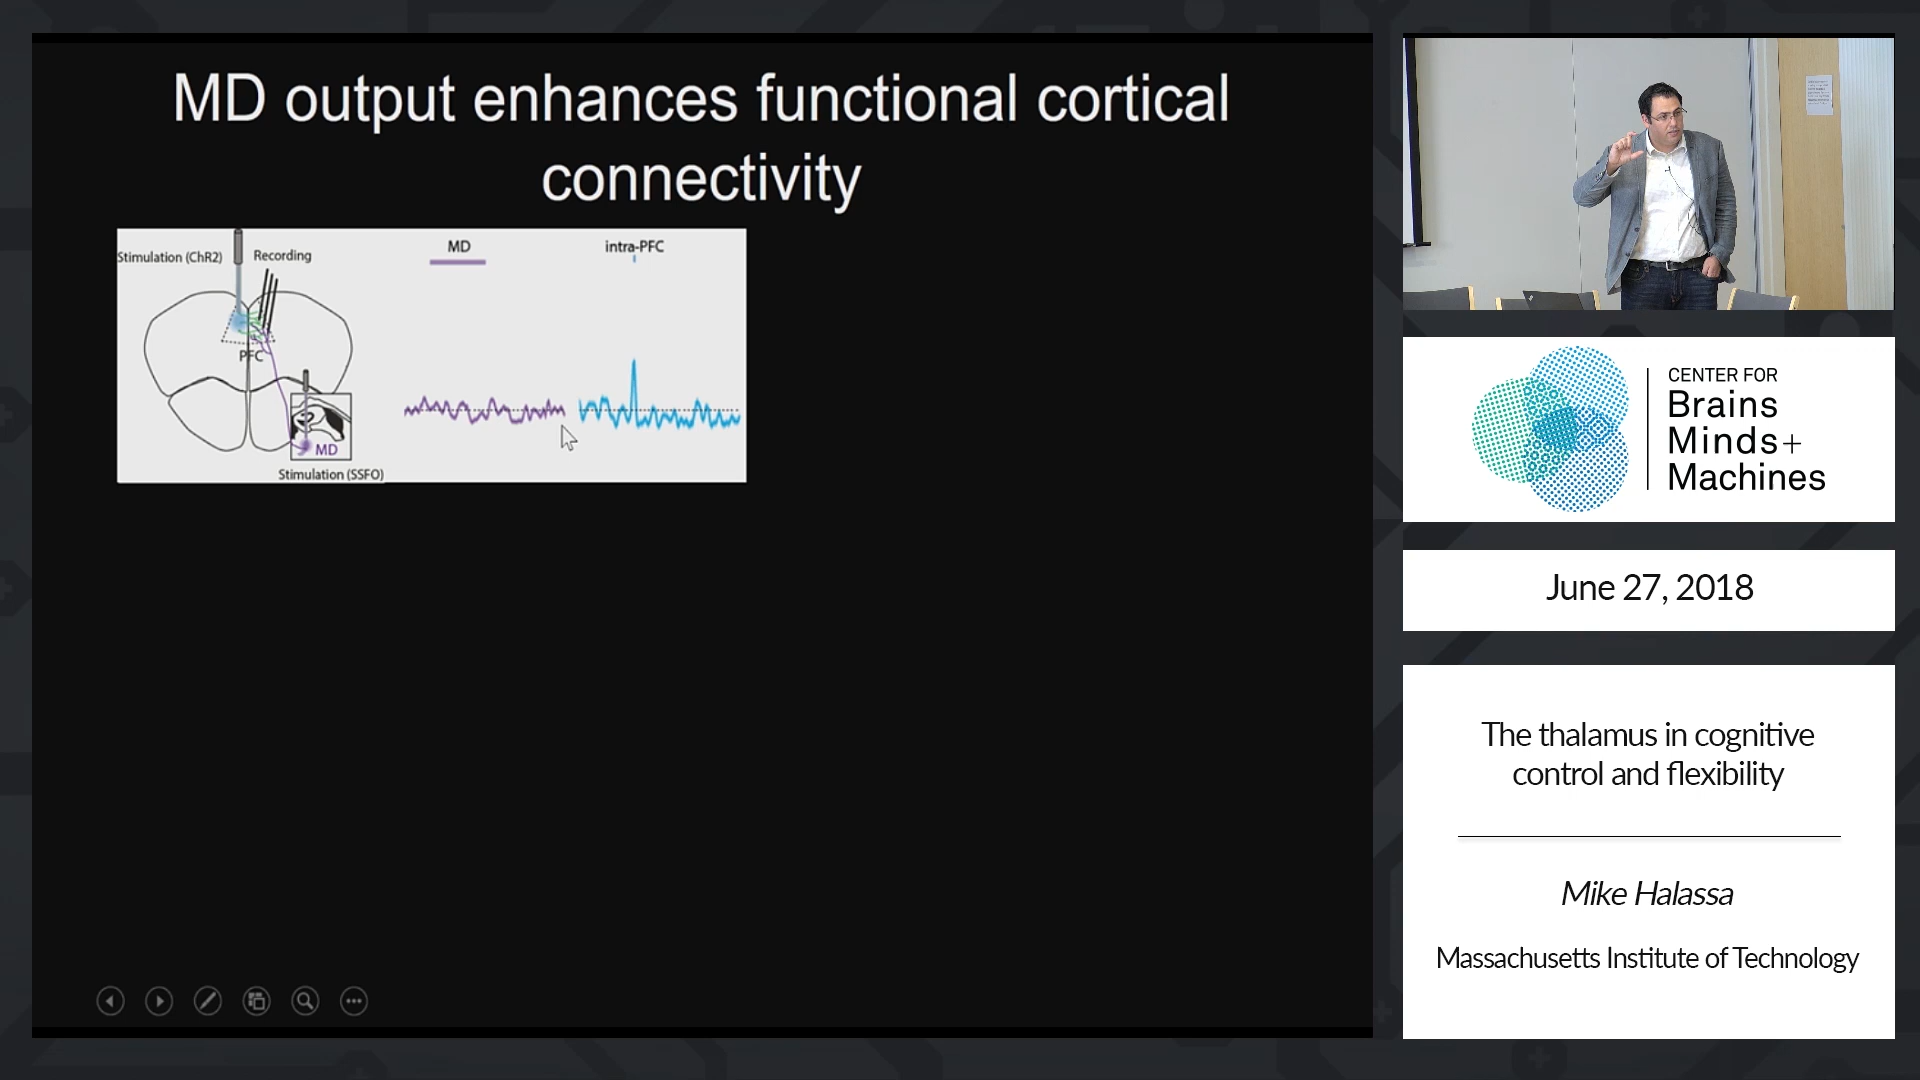 MD output enhances functional cortical
connectivity
Stimulation (ChR2)
Recording
MD
intra-PFC
PFC
MD
Stimulation (SSFO)
CENTER FOR
Brains
Minds+
Machines
June 27, 2018
The thalamus in cognitive
control and flexibility
Mike Halassa
Massachusetts Institute of Technology